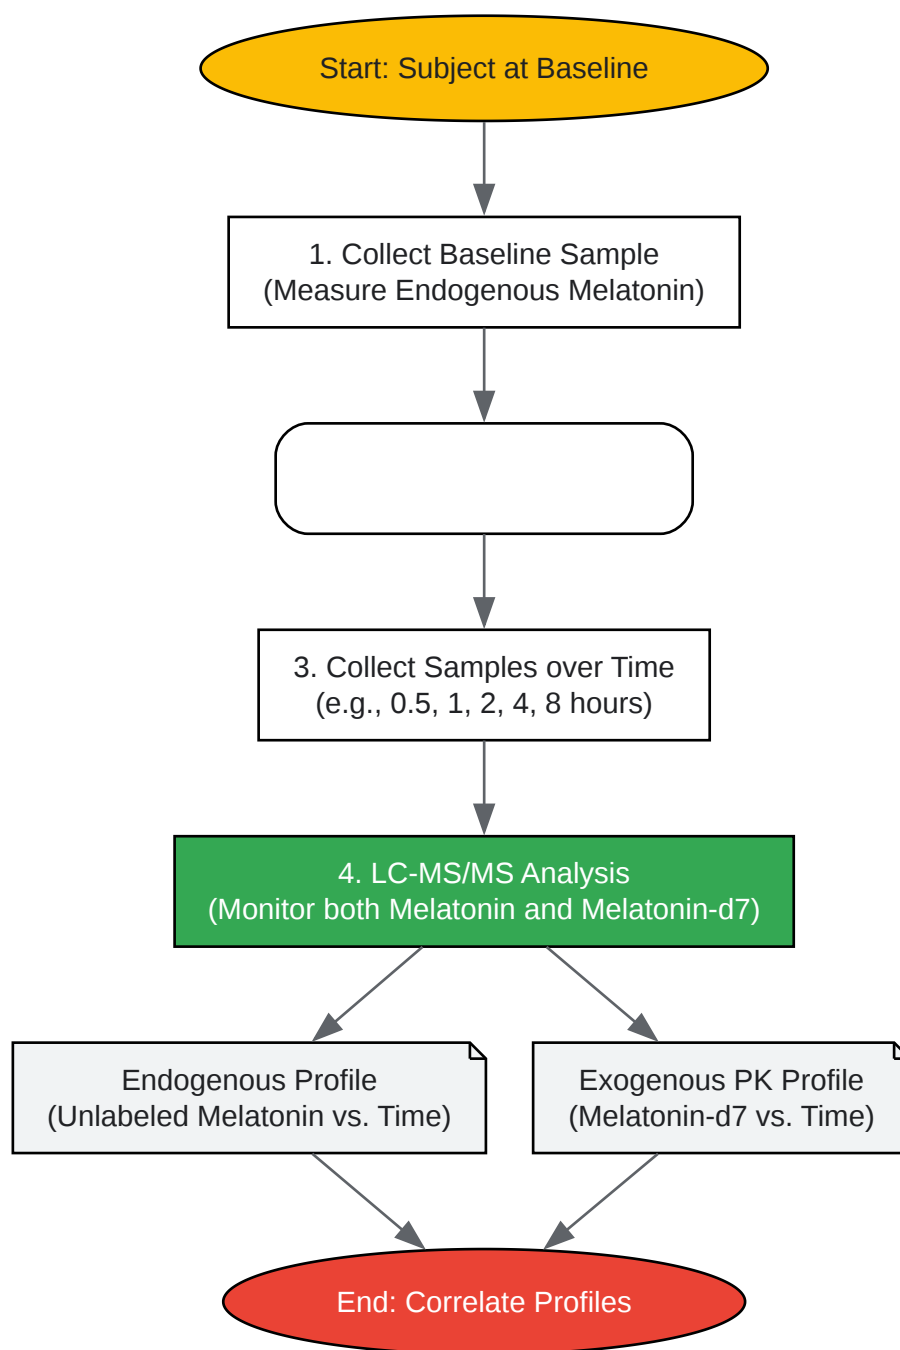 Start: Subject at Baseline
1. Collect Baseline Sample
(Measure Endogenous Melatonin)
3. Collect Samples over Time
(e.g., 0.5, 1, 2, 4, 8 hours)
4. LC-MS/MS Analysis
(Monitor both Melatonin and Melatonin-d7)
Endogenous Profile
(Unlabeled Melatonin vs. Time)
Exogenous PK Profile
(Melatonin-d7 vs. Time)
End: Correlate Profiles